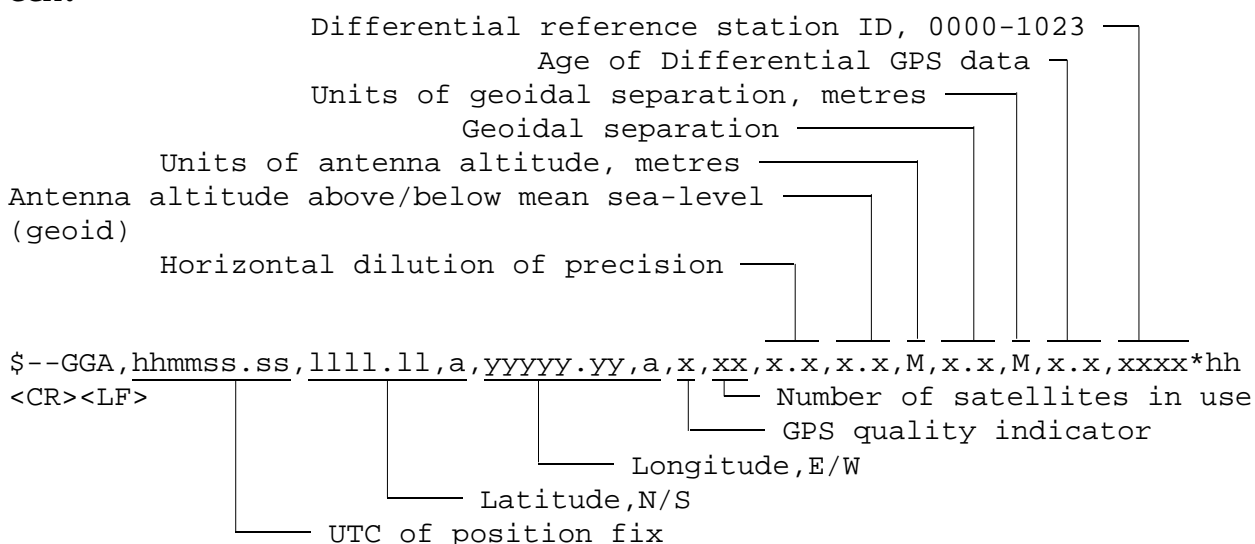 Differential reference station ID, 0000-1023
Age of Differential GPS data
Units of geoidal separation, metres
Geoidal separation
Units of antenna altitude, metres
Antenna altitude above/below mean sea-level
(geoid)
Horizontal dilution of precision
$--GGA,hhmmss.ss,llll.ll,a,yyyyy.yy,a,x,xx,x.x,x.x,M,x.x,M,x.x,xxxx*hh
<CR><LF>
Number of satellites in use
GPS quality indicator
Longitude,E/W
Latitude,N/S
UTC of position fix